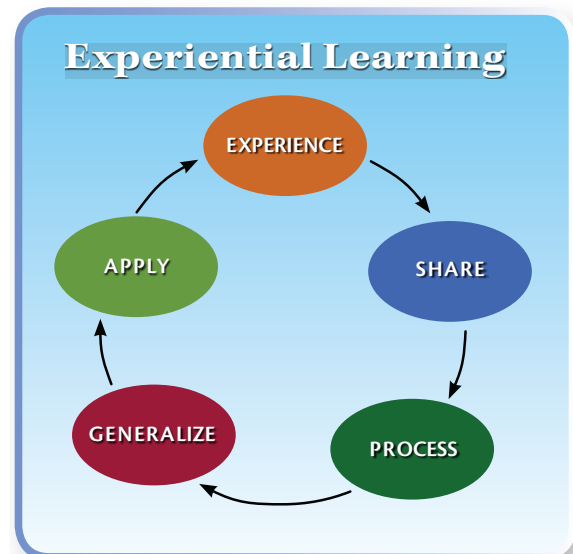 Experiential Learning
EXPERIENCE
SHARE
PROCESS
GENERALIZE
APPLY